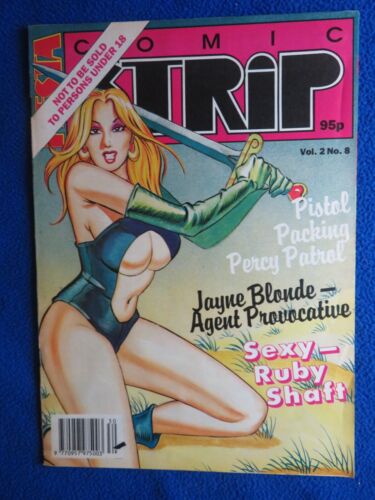 COMIC
XTRiP
NOT TO BE SOLD
TO PERSONS UNDER 18
95p
Vol. 2 No. 8
Pistol
Packing
Percy Patrol
Jayne Blonde —
Agent Provocative
Sexy —
Ruby
Shaft